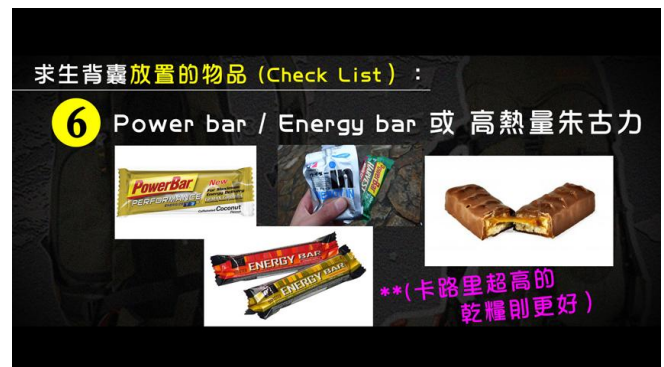 求生背囊放置的物品 (Check List) :
6 Power bar / Energy bar 或 高熱量朱古力
PowerBar
New
PERFORMANCE
Coconut
ENERGY BAR
ENERGY BAR
**(卡路里超高的
乾糧則更好)